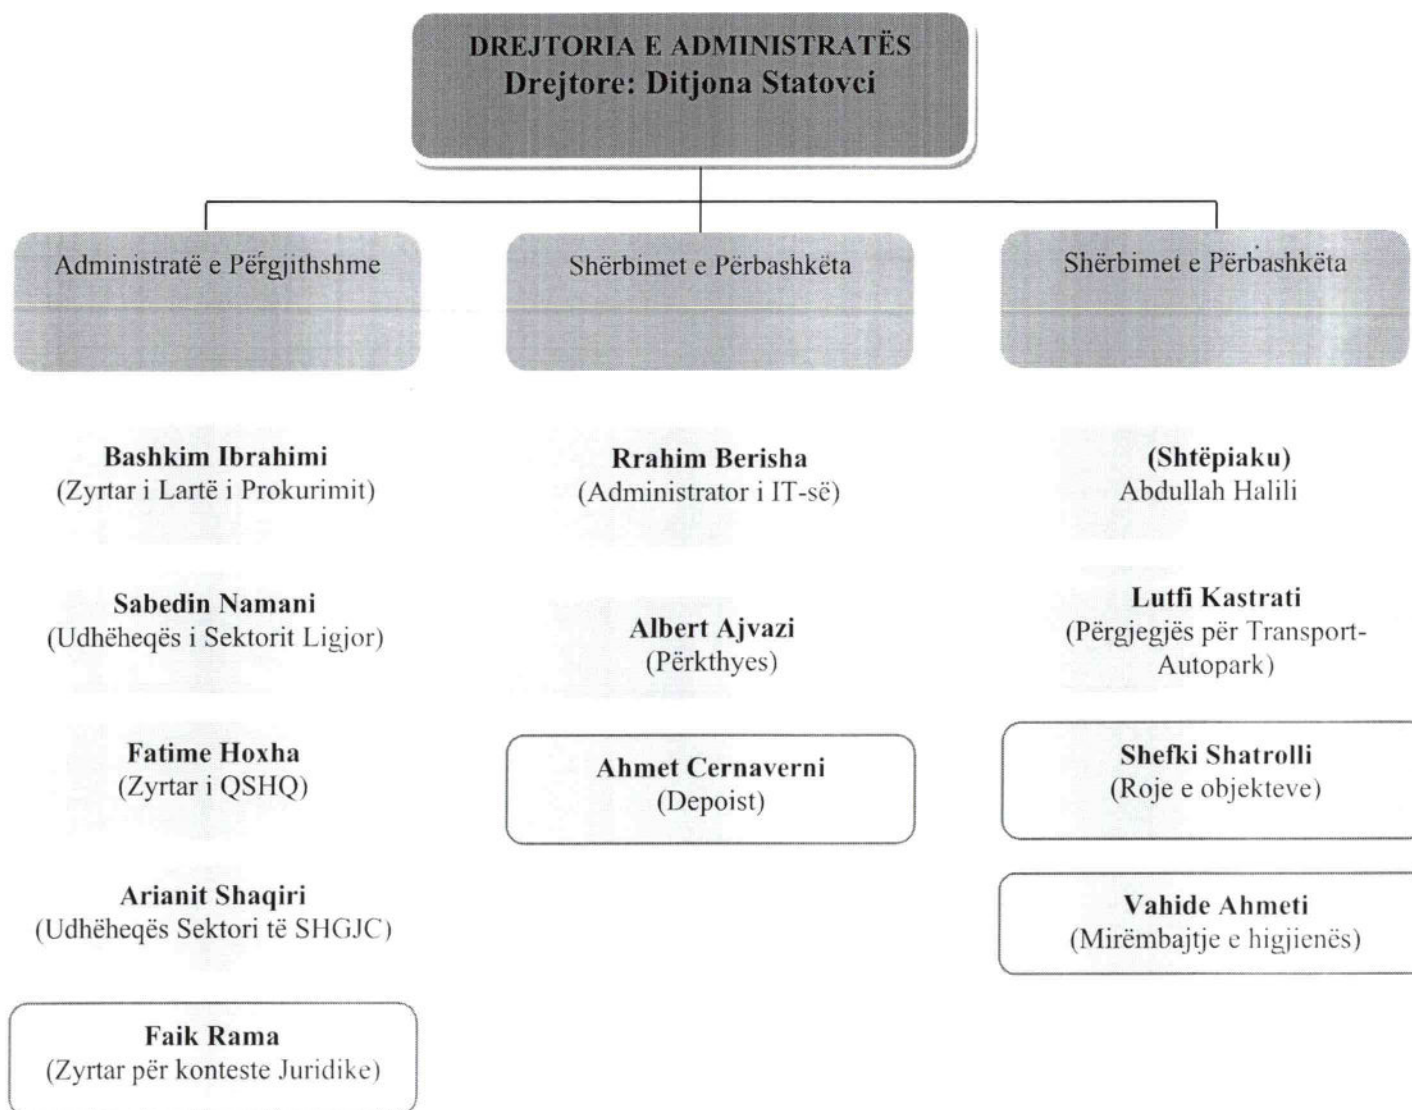 DREJTORIA E ADMINISTRATËS
Drejtore: Ditjona Statovci
Administratë e Përgjithshme
Shërbimet e Përbashkëta
Shërbimet e Përbashkëta
Bashkim Ibrahimi
(Zyrtar i Lartë i Prokurimit)
Sabedin Namani
(Udhëheqës i Sektorit Ligjor)
Fatime Hoxha
(Zyrtar i QSHQ)
Arianit Shaqiri
(Udhëheqës Sektori të SHGJC)
Faik Rama
(Zyrtar për konteste Juridike)
Rrahim Berisha
(Administrator i IT-së)
Albert Ajvazi
(Përkthyes)
Ahmet Cernaverni
(Depoist)
(Shtëpiaku)
Abdullah Halili
Lutfi Kastrati
(Përgjegjës për Transport-
Autopark)
Shefki Shatrolli
(Roje e objekteve)
Vahide Ahmeti
(Mirëmbajtje e higjienës)